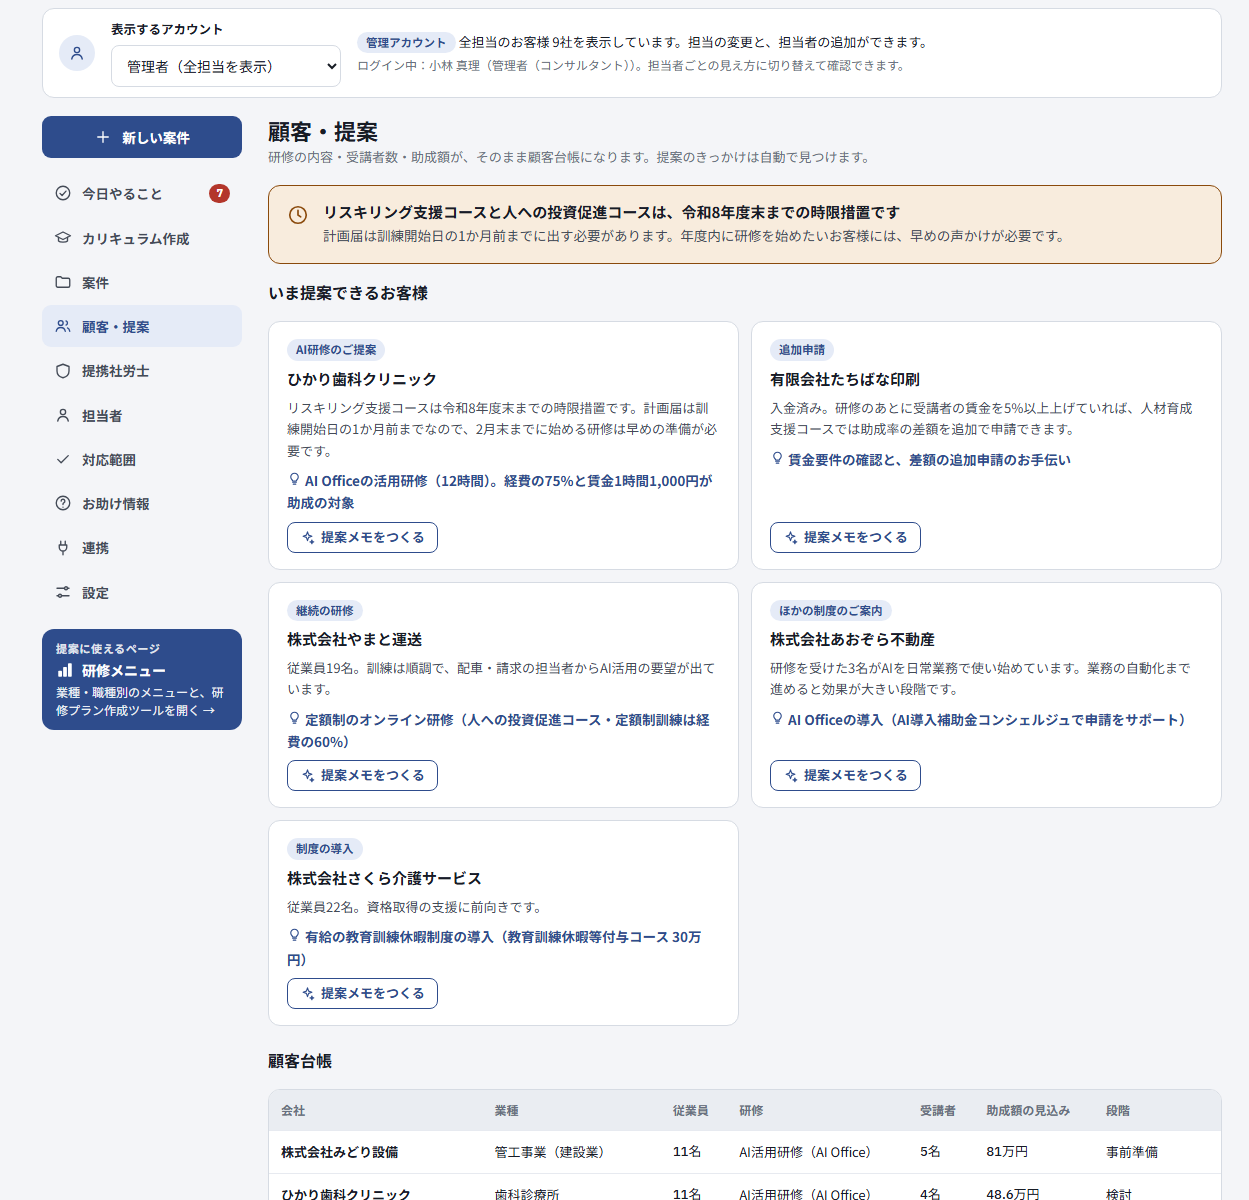 表示するアカウント
管理者（全担当を表示）
管理アカウント 全担当のお客様 9社を表示しています。担当の変更と、担当者の追加ができます。
ログイン中：小林 真理（管理者（コンサルタント））。担当者ごとの見え方に切り替えて確認できます。
新しい案件
今日やること 7
カリキュラム作成
案件
顧客・提案
提携社労士
担当者
対応範囲
お助け情報
連携
設定
提案に使えるページ
研修メニュー
業種・職種別のメニューと、研
修プラン作成ツールを開く →
顧客・提案
研修の内容・受講者数・助成額が、そのまま顧客台帳になります。提案のきっかけは自動で見つけます。
リスキリング支援コースと人への投資促進コースは、令和8年度末までの時限措置です
計画届は訓練開始日の1か月前までに出す必要があります。年度内に研修を始めたいお客様には、早めの声かけが必要です。
いま提案できるお客様
AI研修のご提案
ひかり歯科クリニック
リスキリング支援コースは令和8年度末までの時限措置です。計画届は訓
練開始日の1か月前までなので、2月末までに始める研修は早めの準備が必
要です。
AI Officeの活用研修（12時間）。経費の75%と賃金1時間1,000円が
助成の対象
提案メモをつくる
追加申請
有限会社たちばな印刷
入金済み。研修のあとに受講者の賃金を5%以上上げていれば、人材育成
支援コースでは助成率の差額を追加で申請できます。
賃金要件の確認と、差額の追加申請のお手伝い
提案メモをつくる
継続の研修
株式会社やまと運送
従業員19名。訓練は順調で、配車・請求の担当者からAI活用の要望が出て
います。
定額制のオンライン研修（人への投資促進コース・定額制訓練は経
費の60%）
提案メモをつくる
ほかの制度のご案内
株式会社あおぞら不動産
研修を受けた3名がAIを日常業務で使い始めています。業務の自動化まで
進めると効果が大きい段階です。
AI Officeの導入（AI導入補助金コンシェルジュで申請をサポート）
提案メモをつくる
制度の導入
株式会社さくら介護サービス
従業員22名。資格取得の支援に前向きです。
有給の教育訓練休暇制度の導入（教育訓練休暇等付与コース 30万
円）
提案メモをつくる
顧客台帳
会社 業種 従業員 研修 受講者 助成額の見込み 段階
株式会社みどり設備 管工事業（建設業） 11名 AI活用研修（AI Office） 5名 81万円 事前準備
ひかり歯科クリニック 歯科診療所 11名 AI活用研修（AI Office） 4名 48.6万円 検討